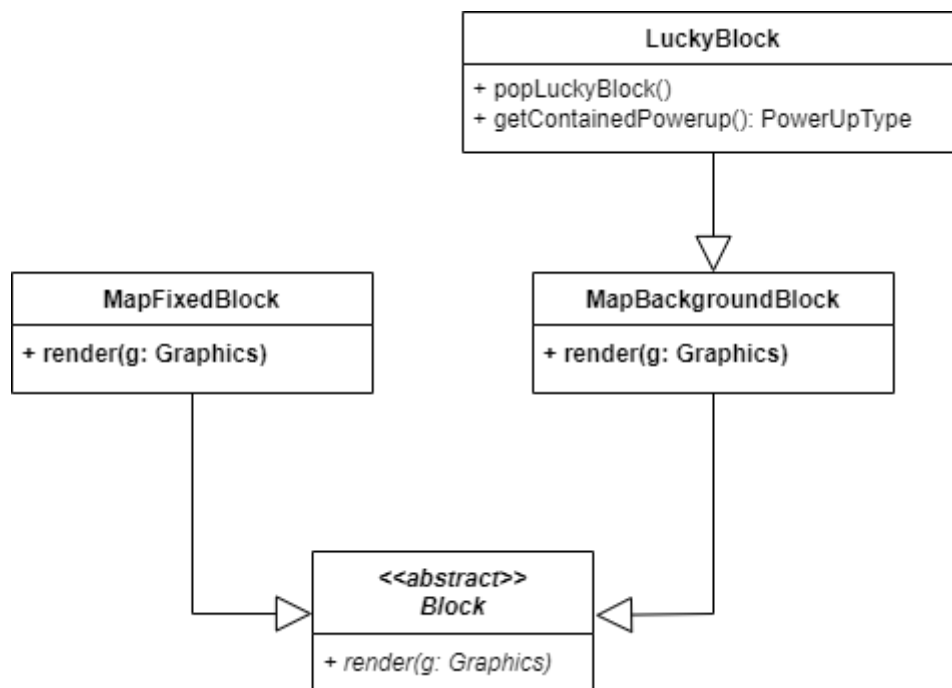 LuckyBlock
+ popLuckyBlock()
+ getContainedPowerup(): PowerUpType
MapFixedBlock
+ render(g: Graphics)
MapBackgroundBlock
+ render(g: Graphics)
<<abstract>>
Block
+ render(g: Graphics)